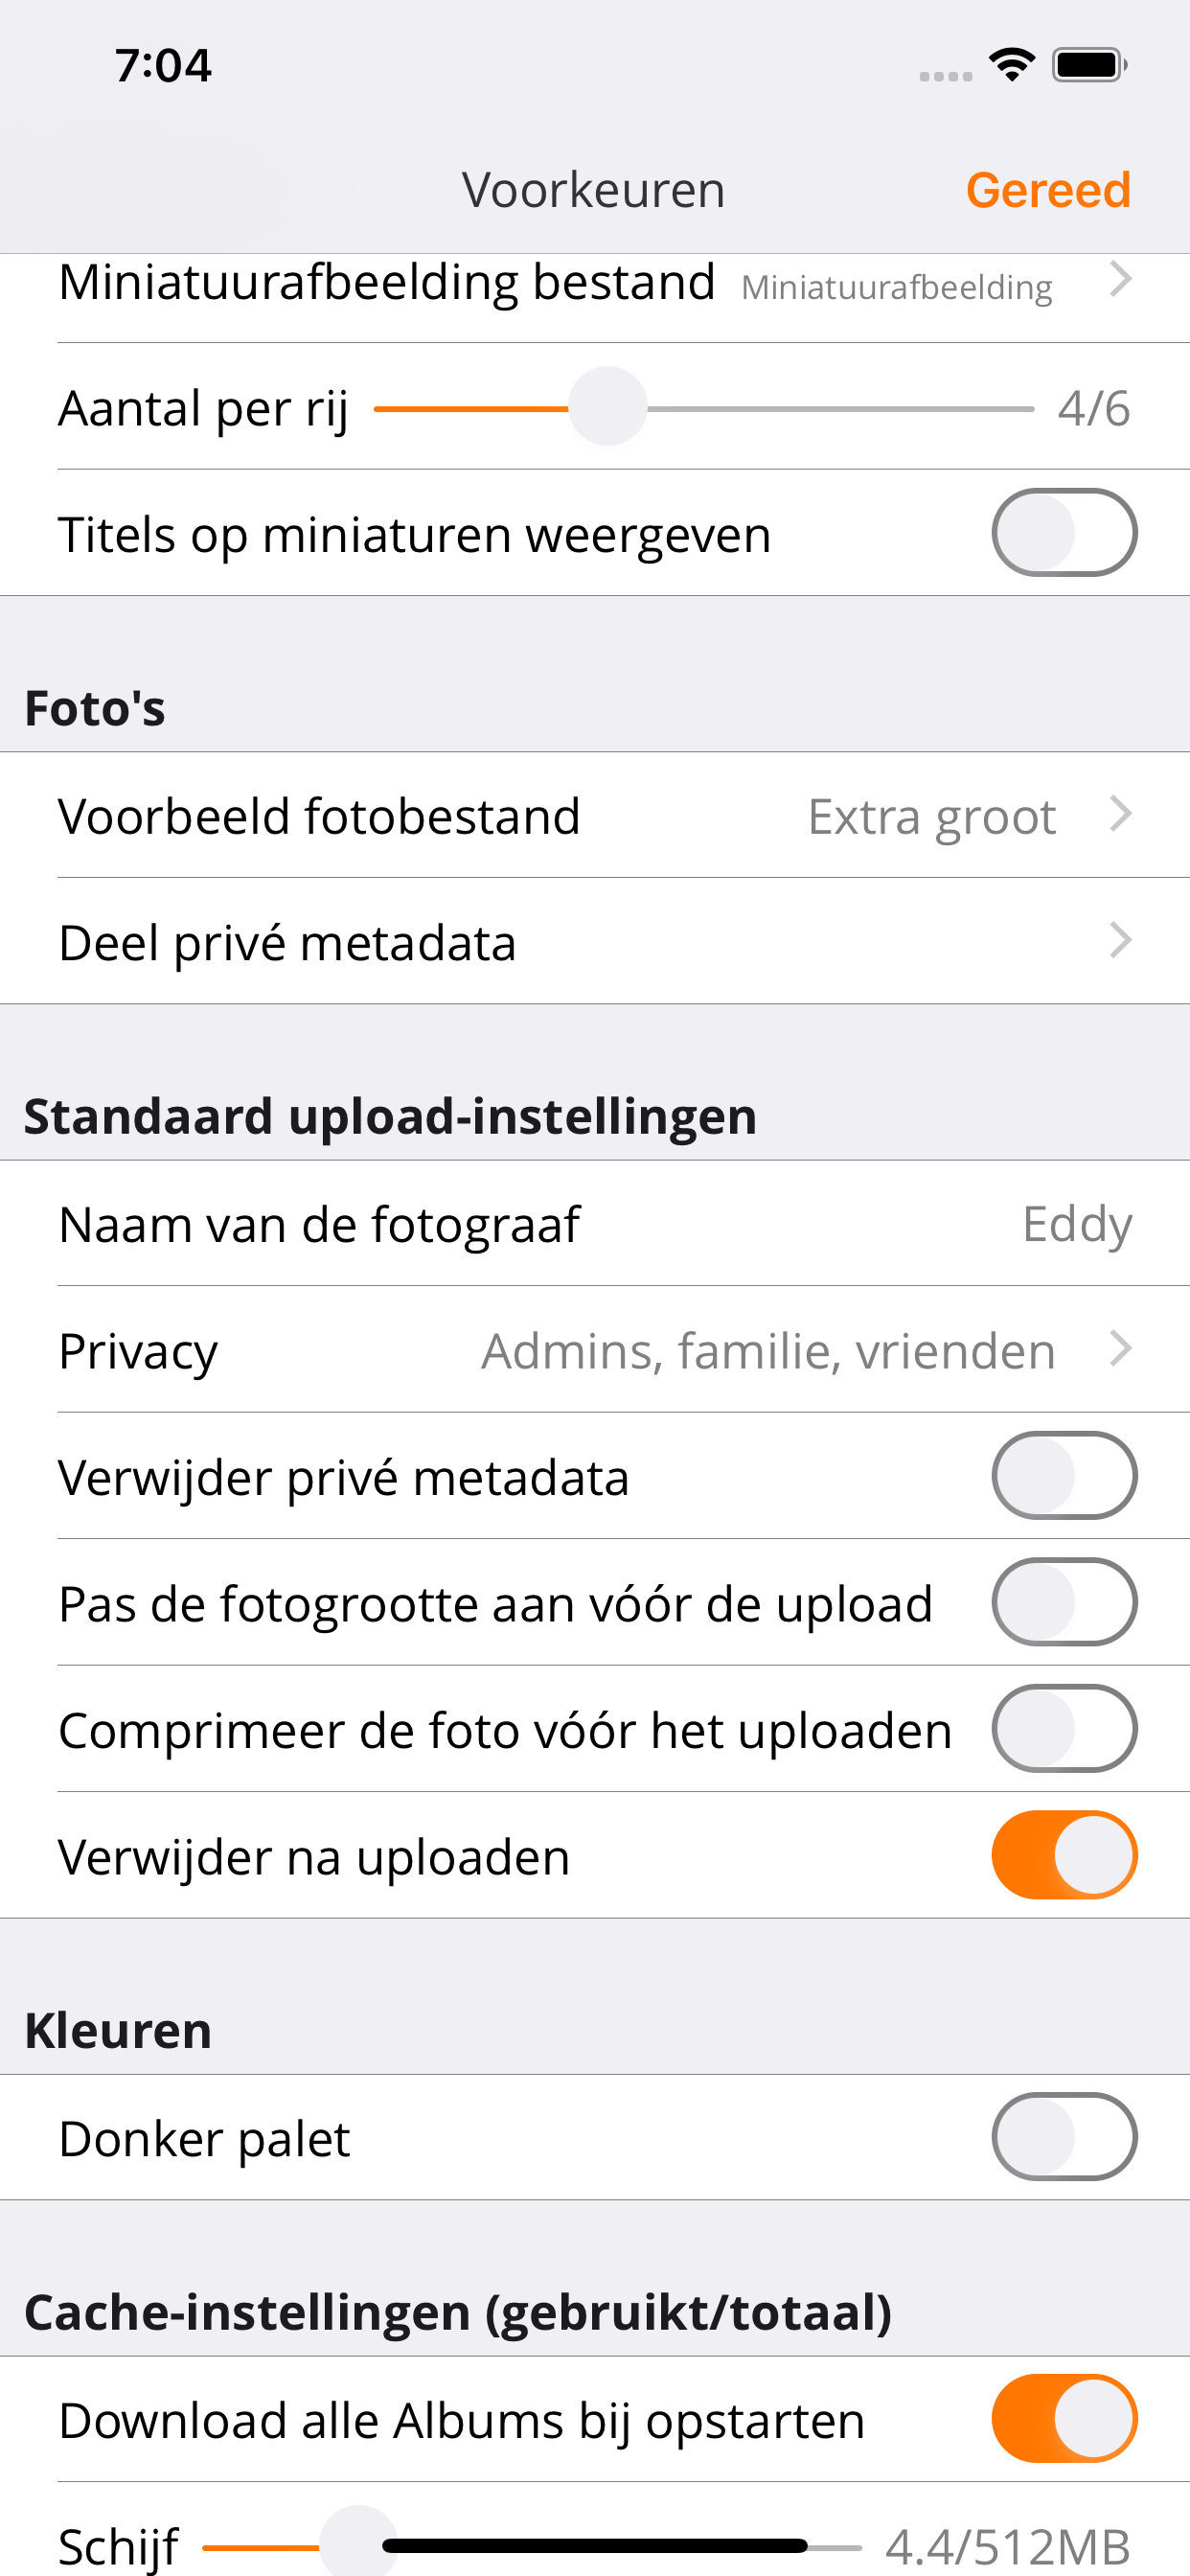 7:04
Voorkeuren Gereed
Miniatuurafbeelding bestand Miniatuurafbeelding
Aantal per rij 4/6
Titels op miniaturen weergeven
Foto's
Voorbeeld fotobestand Extra groot
Deel privé metadata
Standaard upload-instellingen
Naam van de fotograaf Eddy
Privacy Admins, familie, vrienden
Verwijder privé metadata
Pas de fotogrootte aan vóór de upload
Comprimeer de foto vóór het uploaden
Verwijder na uploaden
Kleuren
Donker palet
Cache-instellingen (gebruikt/totaal)
Download alle Albums bij opstarten
Schijf 4.4/512MB